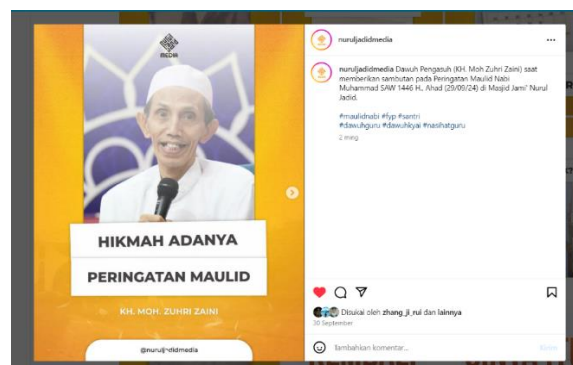 MEDIA
HIKMAH ADANYA
PERINGATAN MAULID
KH. MOH. ZUHRI ZAINI
nuruljadidmedia
nuruljadidmedia Dawuh Pengasuh (KH. Moh Zuhri Zaini) saat
memberikan sambutan pada Peringatan Maulid Nabi
Muhammad SAW 1446 H.. Ahad (29/09/24) di Masjid Jami' Nurul
Jadid.
#maulidnabi #fyp #santri
#dawuhguru #dawuhkyai #nasihatguru
2 ming
Disukai oleh zhang_ji_rui dan lainnya
30 September
Tambahkan komentar...
Kirim